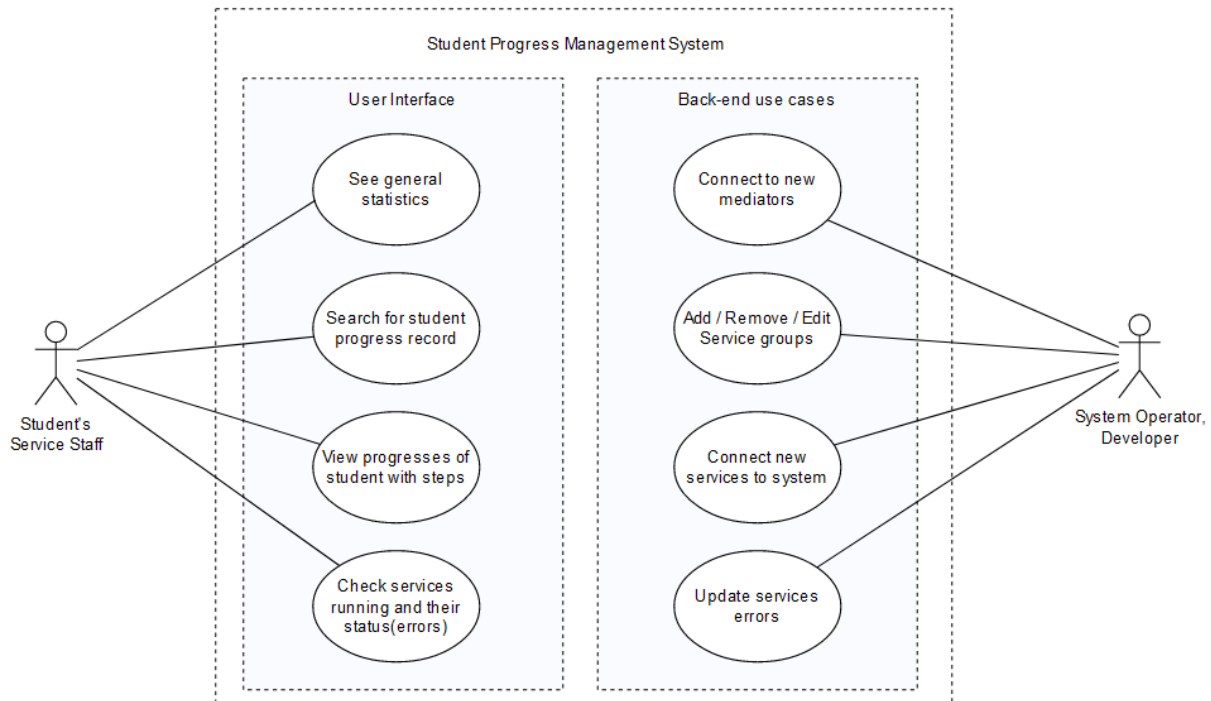 Student Progress Management System
User Interface
See general
statistics
Search for student
progress record
View progresses of
student with steps
Check services
running and their
status(errors)
Back-end use cases
Connect to new
mediators
Add / Remove / Edit
Service groups
Connect new
services to system
Update services
errors
Student's
Service Staff
System Operator,
Developer